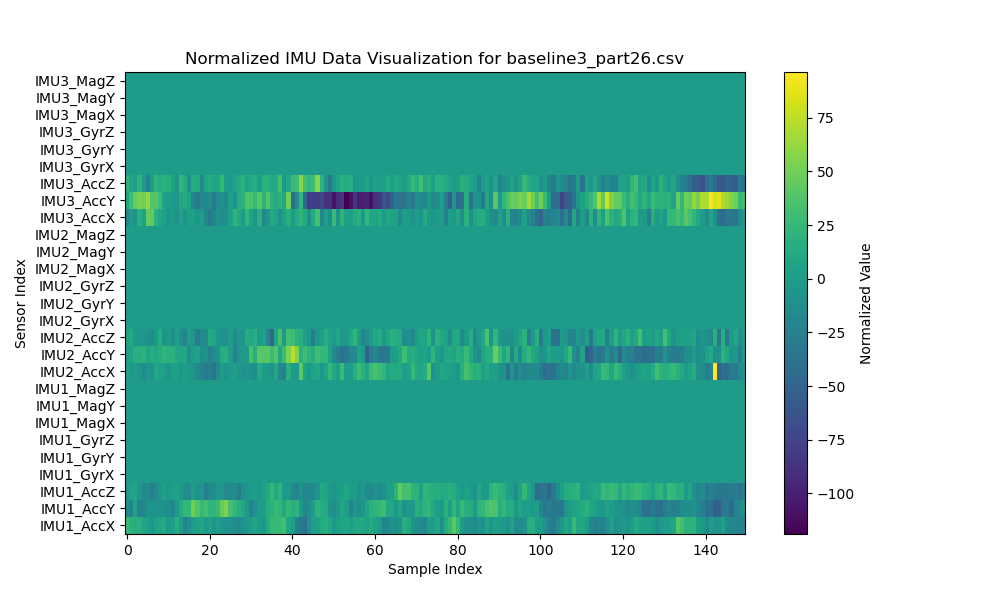 Normalized IMU Data Visualization for baseline3_part26.csv
IMU3_MagZ
IMU3_MagY
IMU3_MagX
IMU3_GyrZ
IMU3_GyrY
IMU3_GyrX
IMU3_AccZ
IMU3_AccY
IMU3_AccX
IMU2_MagZ
IMU2_MagY
IMU2_MagX
IMU2_GyrZ
IMU2_GyrY
IMU2_GyrX
IMU2_AccZ
IMU2_AccY
IMU2_AccX
IMU1_MagZ
IMU1_MagY
IMU1_MagX
IMU1_GyrZ
IMU1_GyrY
IMU1_GyrX
IMU1_AccZ
IMU1_AccY
IMU1_AccX
Sensor Index
0 20 40 60 80 100 120 140
Sample Index
75
50
25
0
−25
−50
−75
−100
Normalized Value